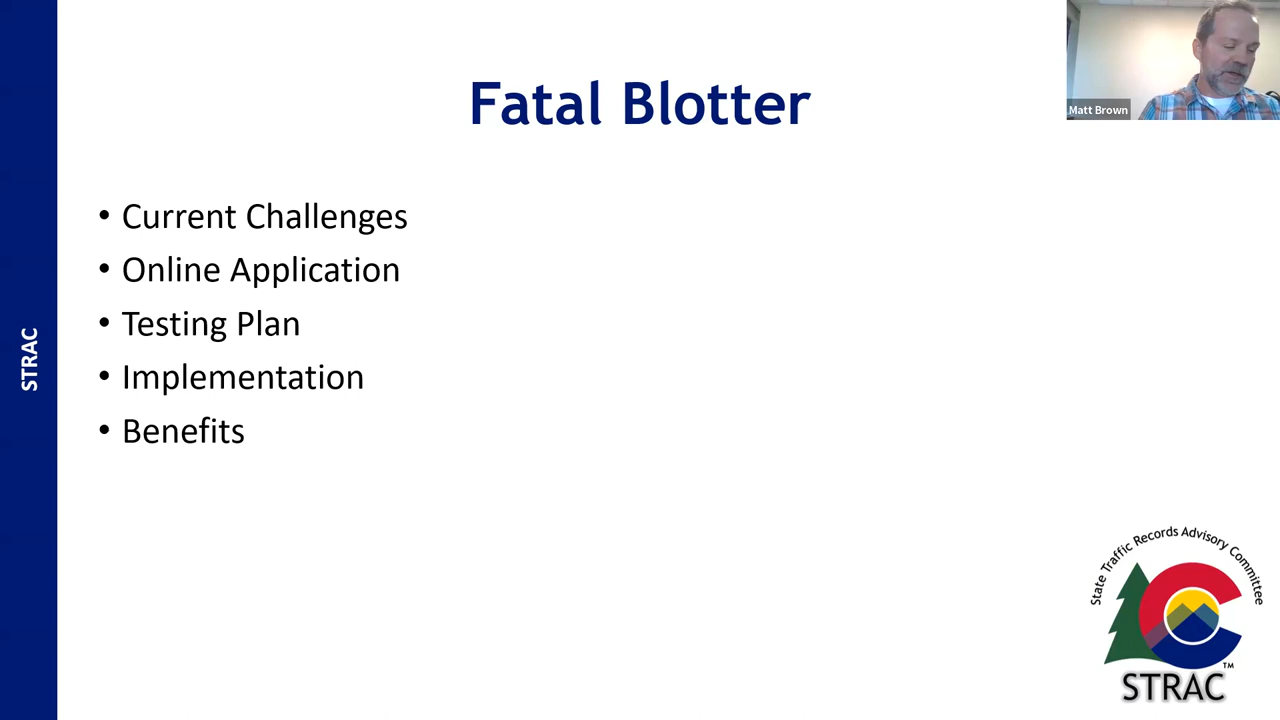 Fatal Blotter
Matt Brown
• Current Challenges
• Online Application
• Testing Plan
• Implementation
• Benefits
STRAC
State Traffic Records Advisory Committee
TM
STRAC